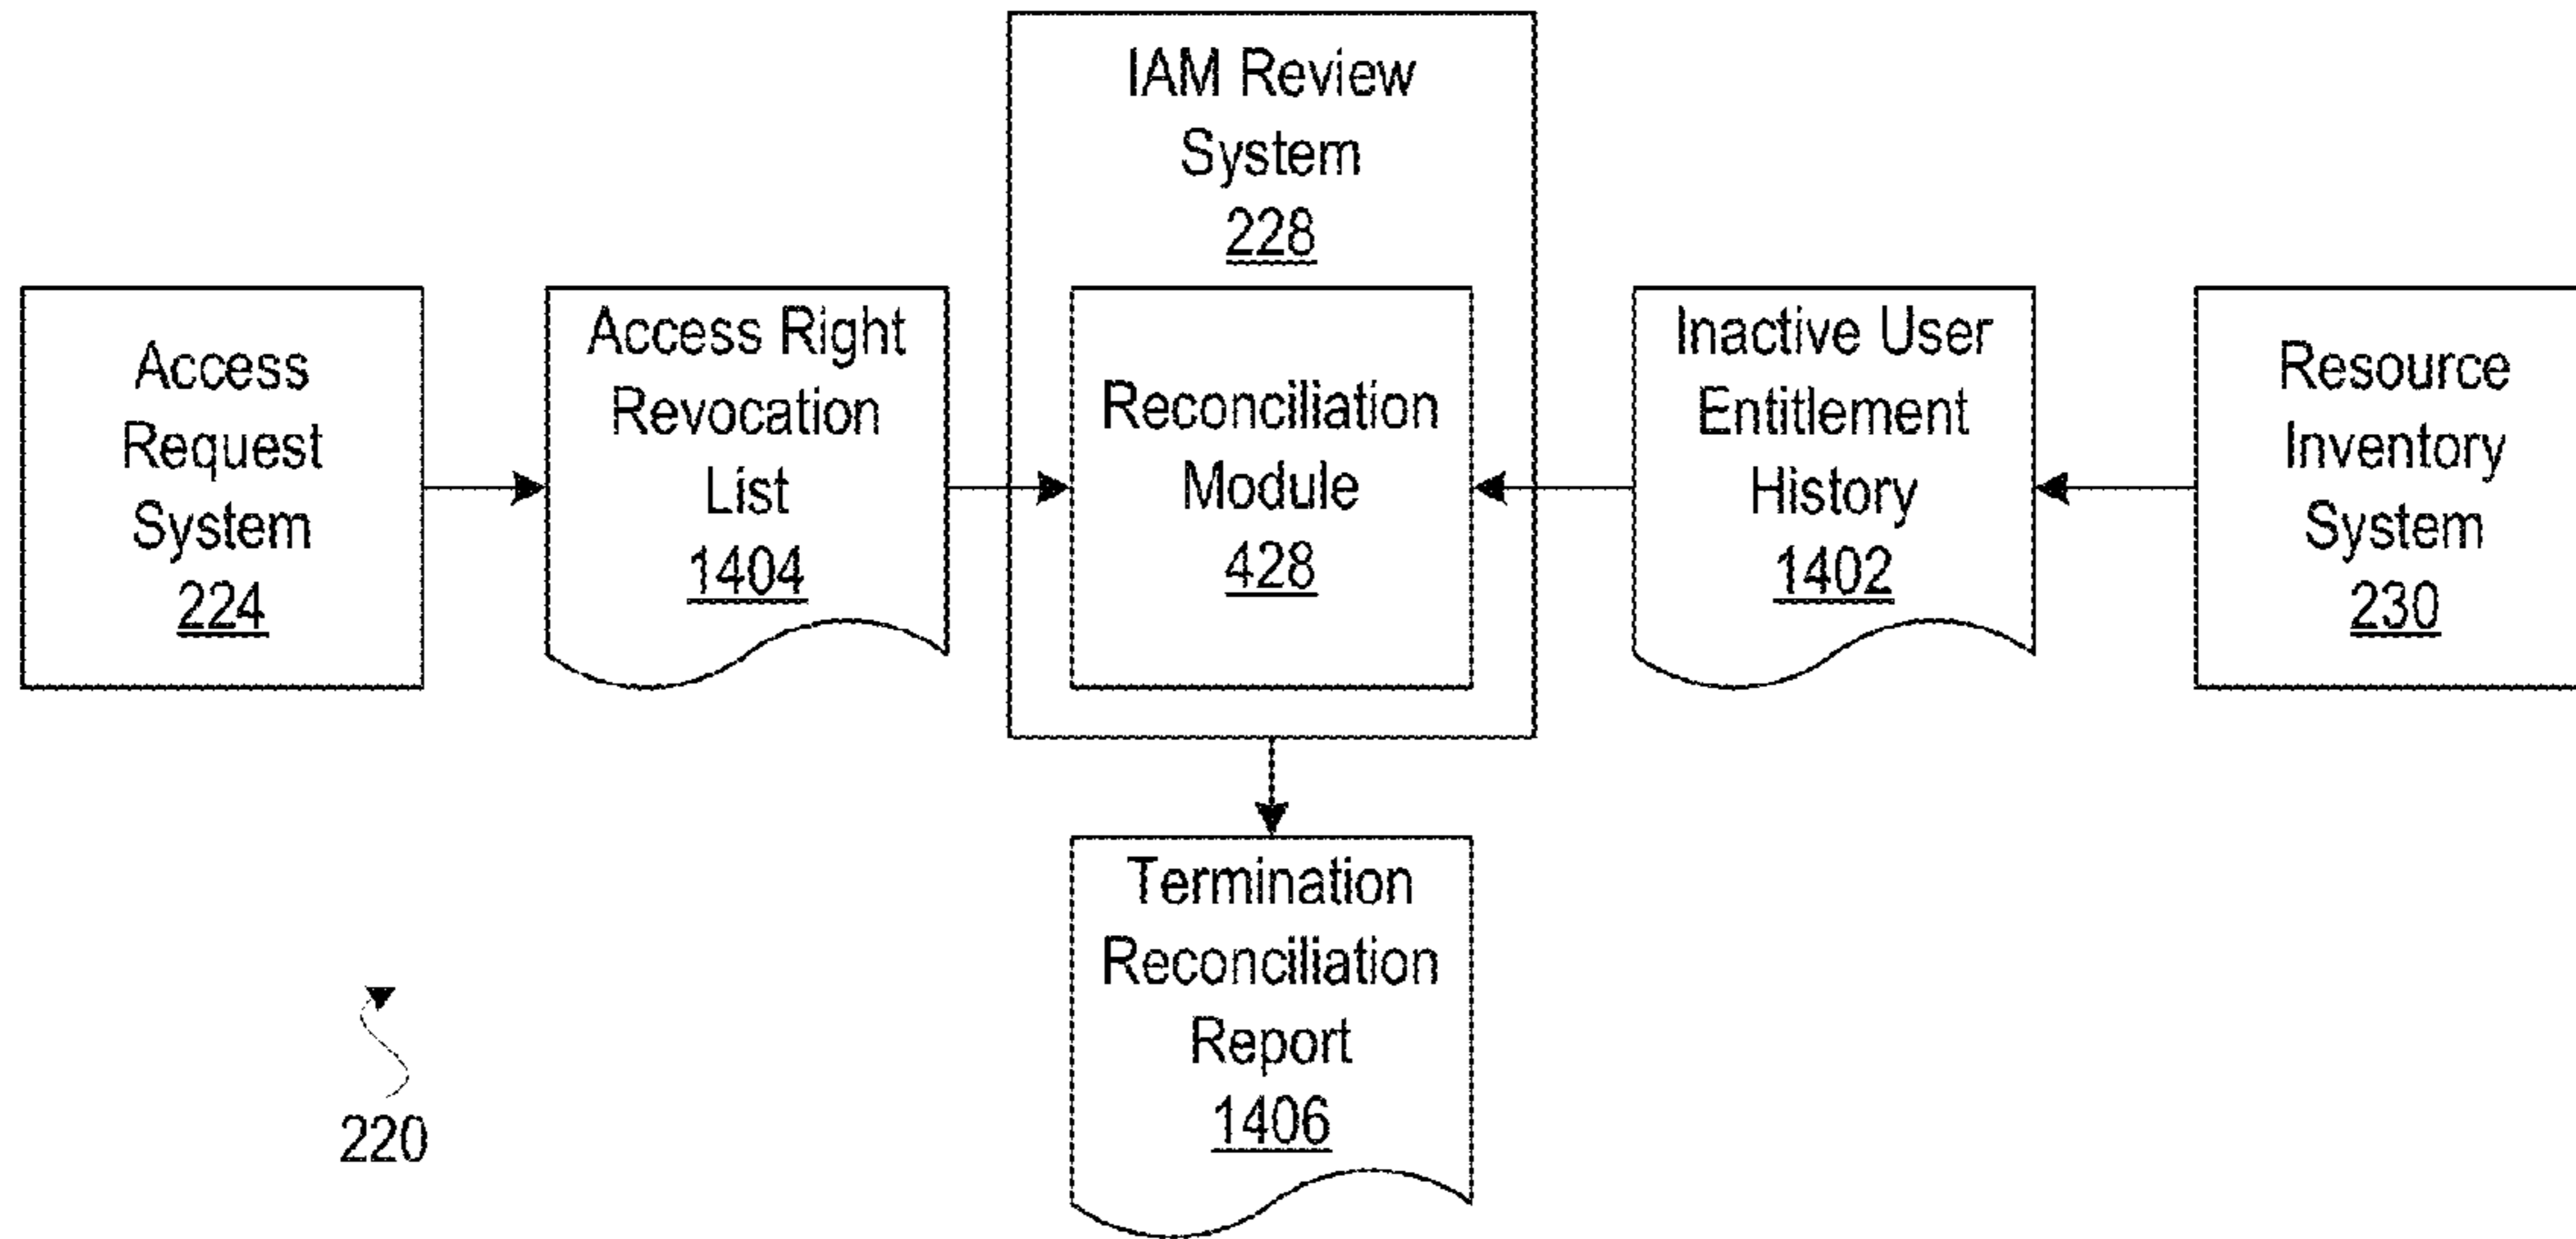 IAM Review
System
228
Access
Request
System
224
Access Right
Revocation
List
1404
Reconciliation
Module
428
Inactive User
Entitlement
History
1402
Resource
Inventory
System
230
Termination
Reconciliation
Report
1406
220